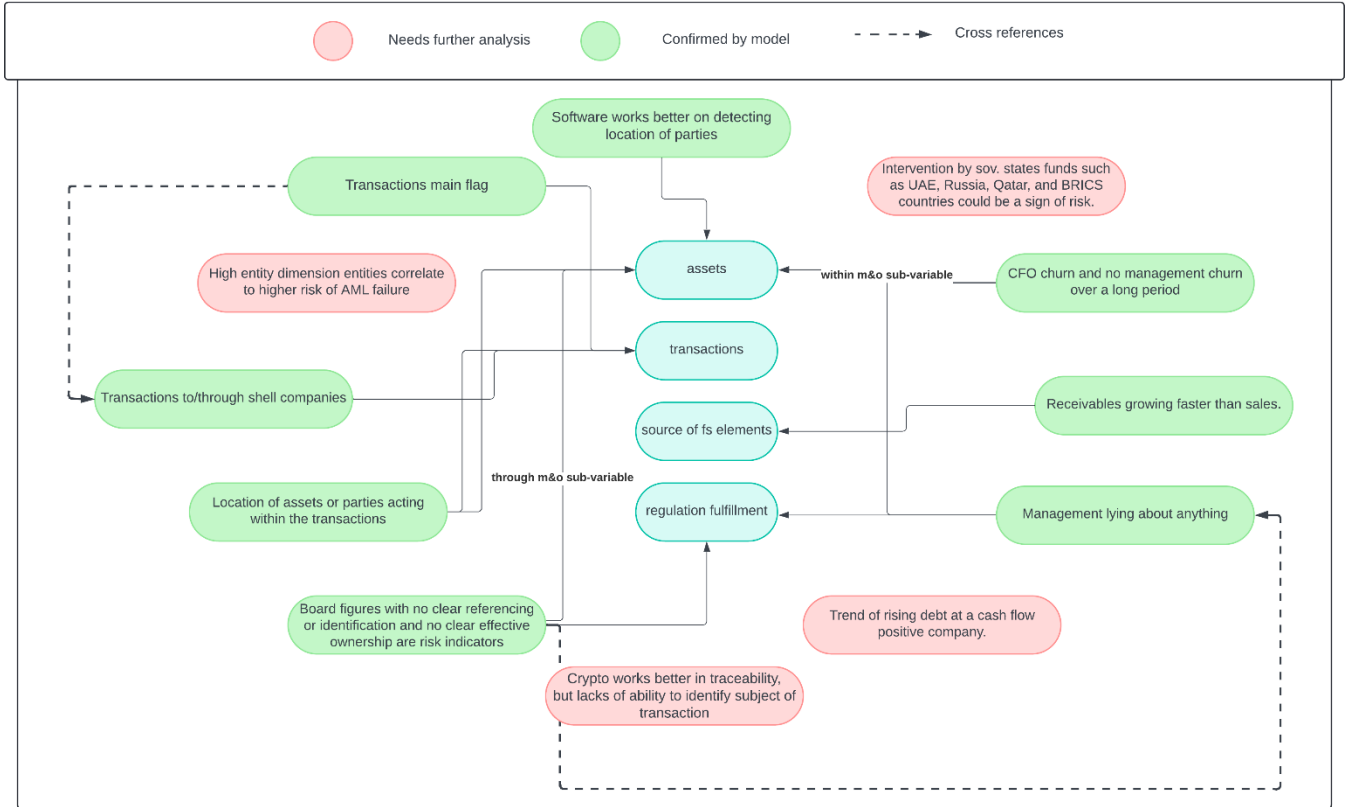 Needs further analysis
Confirmed by model
Cross references
Software works better on detecting
location of parties
Transactions main flag
Intervention by sov. states funds such
as UAE, Russia, Qatar, and BRICS
countries could be a sign of risk.
High entity dimension entities correlate
to higher risk of AML failure
assets
within m&o sub-variable
CFO churn and no management churn
over a long period
transactions
Transactions to/through shell companies
Receivables growing faster than sales.
source of fs elements
through m&o sub-variable
Location of assets or parties acting
within the transactions
regulation fulfillment
Management lying about anything
Board figures with no clear referencing
or identification and no clear effective
ownership are risk indicators
Trend of rising debt at a cash flow
positive company.
Crypto works better in traceability,
but lacks of ability to identify subject of
transaction